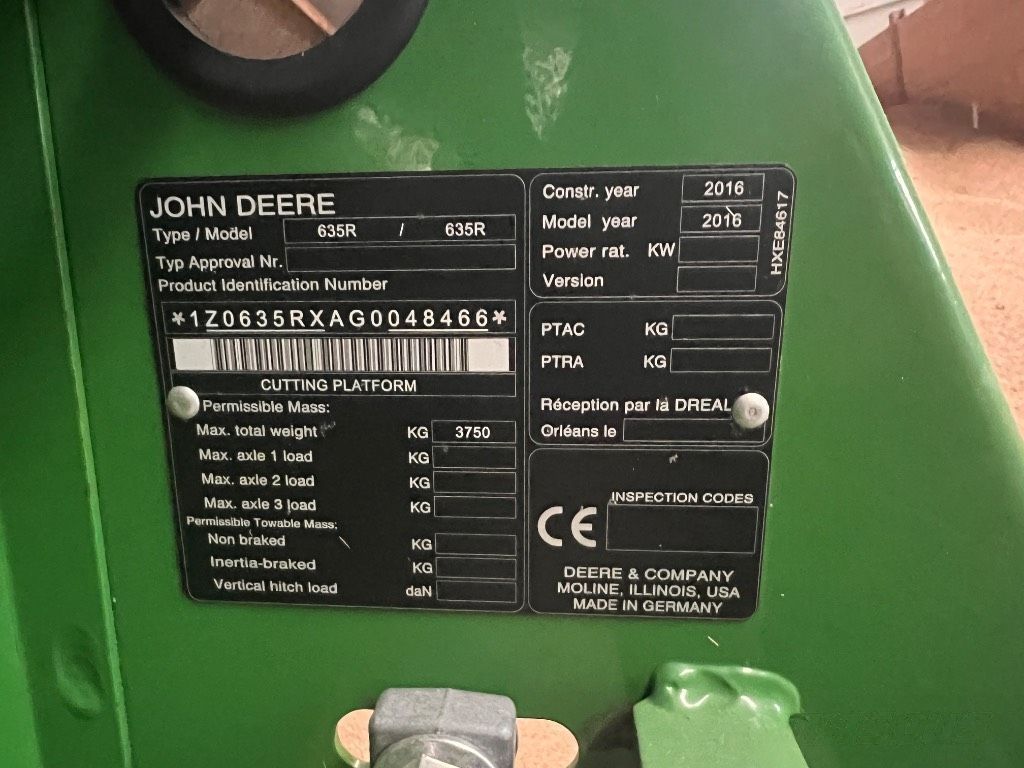 JOHN DEERE
Type / Model 635R / 635R
Typ Approval Nr.
Product Identification Number
*1Z0635RXAG0048466*
CUTTING PLATFORM
Permissible Mass:
Max. total weight KG 3750
Max. axle 1 load KG
Max. axle 2 load KG
Max. axle 3 load KG
Permissible Towable Mass:
Non braked KG
Inertia-braked KG
Vertical hitch load daN
Constr. year 2016
Model year 2016
Power rat. KW
Version
HXE84617
PTAC KG
PTRA KG
Réception par la DREAL
Orléans le
INSPECTION CODES
CE
DEERE & COMPANY
MOLINE, ILLINOIS, USA
MADE IN GERMANY